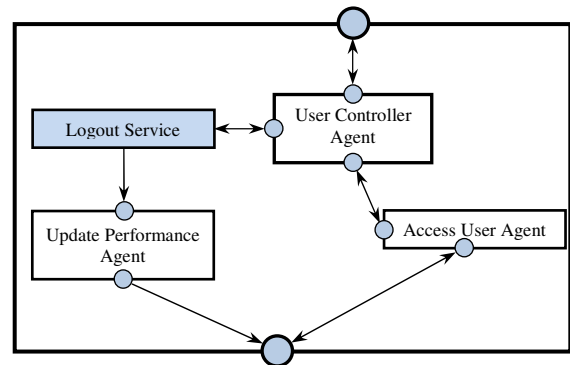 User Controller
Agent
Logout Service
Update Performance
Agent
Access User Agent